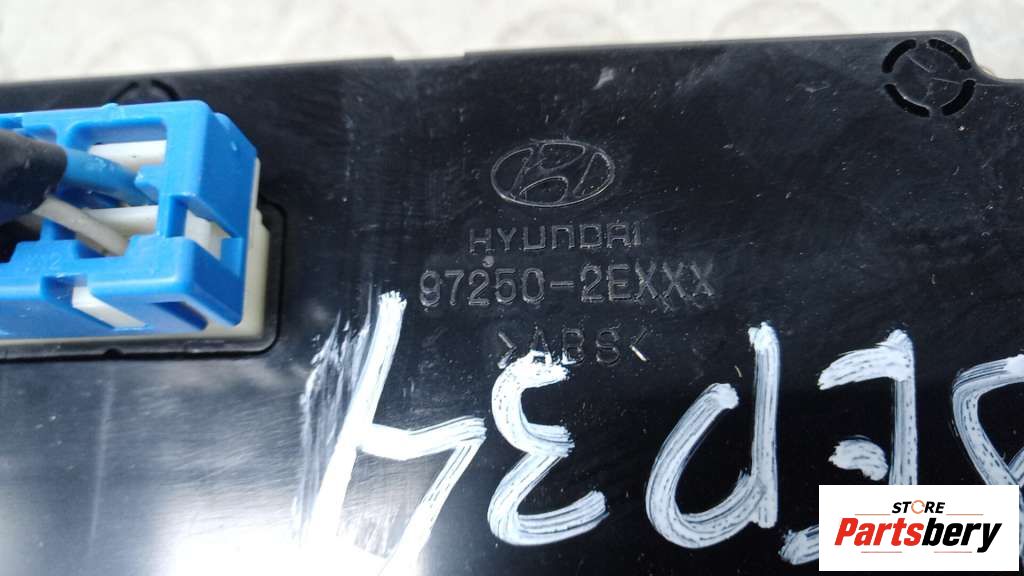 HYUNDAI
97250-2EXXX
>ABS<
STORE
Partsbery